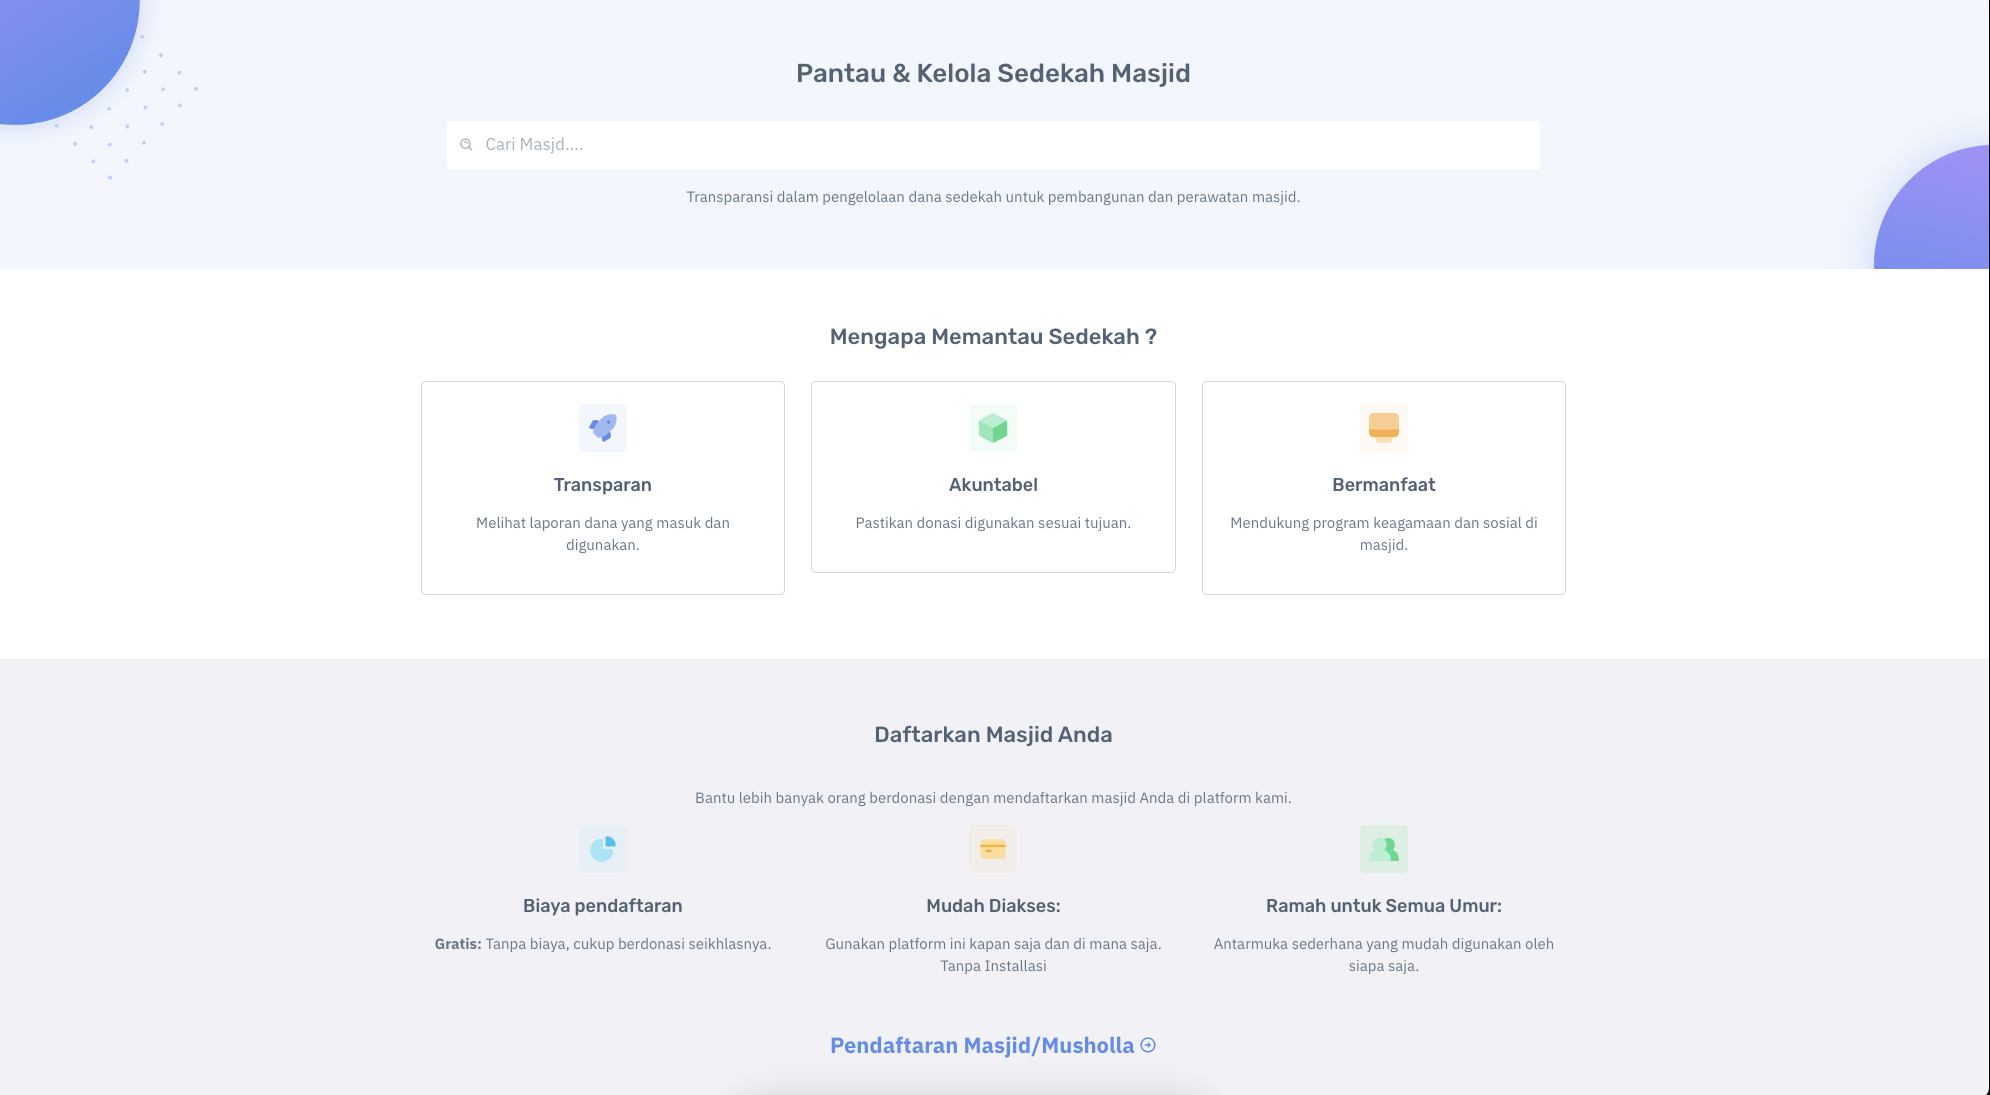 Pantau & Kelola Sedekah Masjid
Cari Masjd....
Transparansi dalam pengelolaan dana sedekah untuk pembangunan dan perawatan masjid.
Mengapa Memantau Sedekah ?
Transparan
Melihat laporan dana yang masuk dan
digunakan.
Akuntabel
Pastikan donasi digunakan sesuai tujuan.
Bermanfaat
Mendukung program keagamaan dan sosial di
masjid.
Daftarkan Masjid Anda
Bantu lebih banyak orang berdonasi dengan mendaftarkan masjid Anda di platform kami.
Biaya pendaftaran
Gratis: Tanpa biaya, cukup berdonasi seikhlasnya.
Mudah Diakses:
Gunakan platform ini kapan saja dan di mana saja.
Tanpa Installasi
Ramah untuk Semua Umur:
Antarmuka sederhana yang mudah digunakan oleh
siapa saja.
Pendaftaran Masjid/Musholla